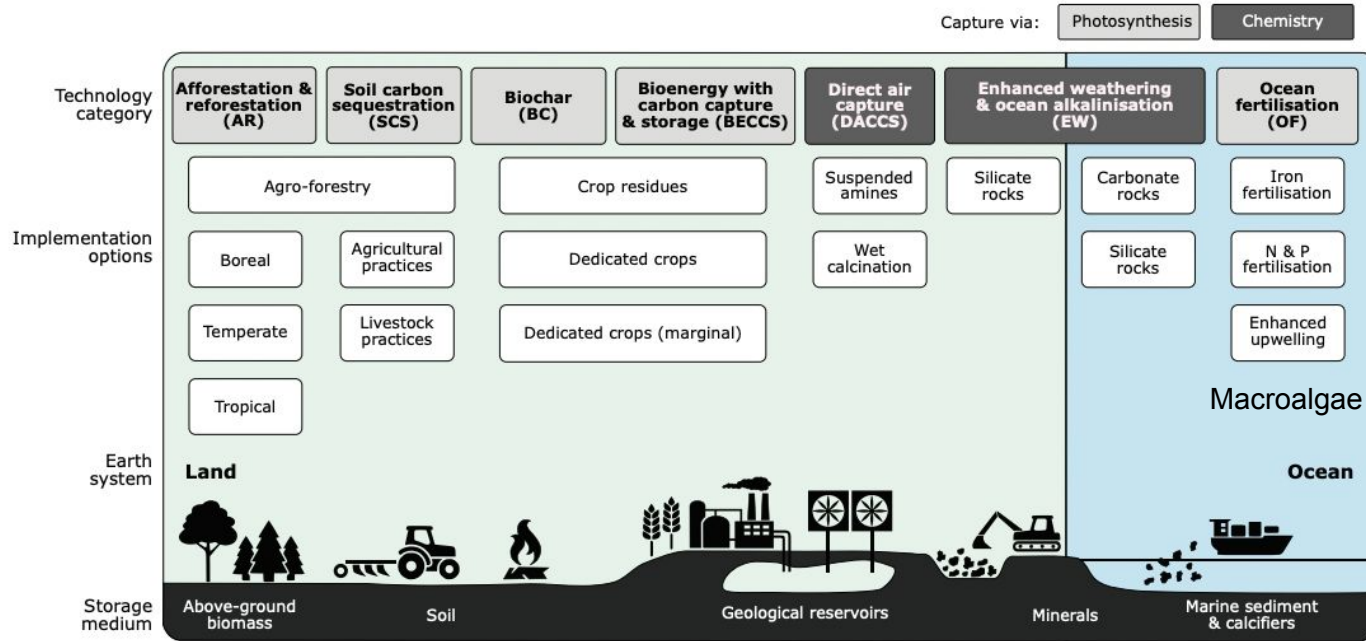 Capture via:
Photosynthesis
Chemistry
Technology
category
Afforestation &
reforestation
(AR)
Soil carbon
sequestration
(SCS)
Biochar
(BC)
Bioenergy with
carbon capture
& storage (BECCS)
Direct air
capture
(DACCS)
Enhanced weathering
& ocean alkalinisation
(EW)
Ocean
fertilisation
(OF)
Implementation
options
Agro-forestry
Crop residues
Suspended
amines
Silicate
rocks
Carbonate
rocks
Iron
fertilisation
Boreal
Agricultural
practices
Dedicated crops
Wet
calcination
Silicate
rocks
N & P
fertilisation
Temperate
Livestock
practices
Dedicated crops (marginal)
Enhanced
upwelling
Tropical
Macroalgae
Earth
system
Land
Ocean
Storage
medium
Above-ground
biomass
Soil
Geological reservoirs
Minerals
Marine sediment
& calcifiers